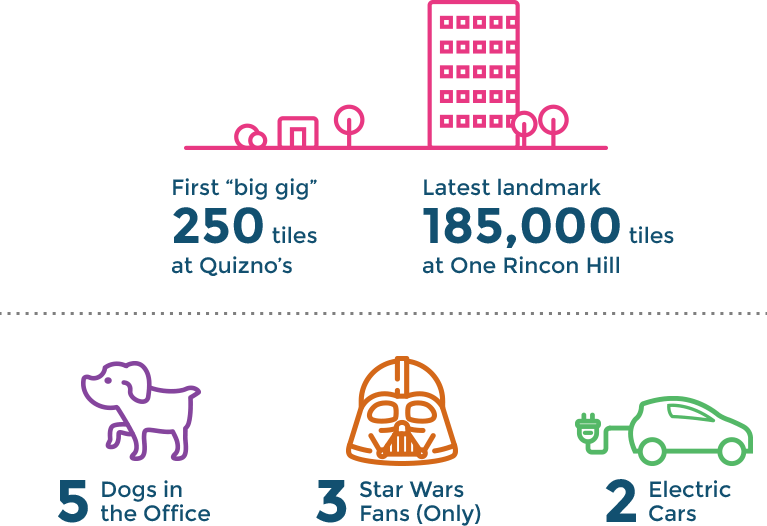 First “big gig”
250 tiles
at Quizno’s
Latest landmark
185,000 tiles
at One Rincon Hill
5 Dogs in
the Office
3 Star Wars
Fans (Only)
2 Electric
Cars